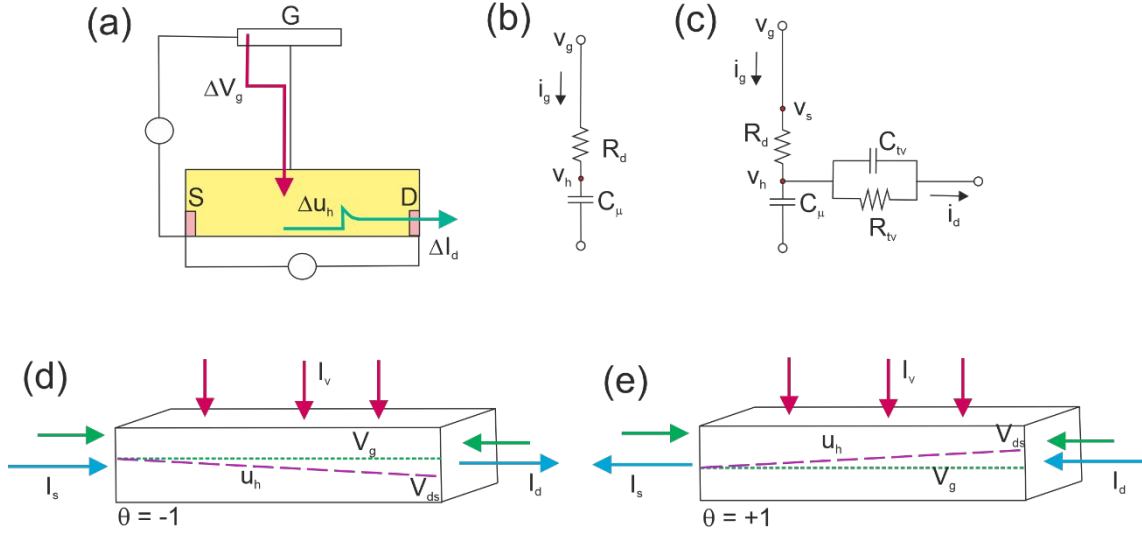 (a)
G
ΔV_g
S
D
Δu_h
ΔI_d
(b)
v_g
i_g
R_d
v_h
C_μ
(c)
v_g
i_g
v_s
R_d
C_tv
v_h
C_μ
R_tv
i_d
(d)
I_v
V_g
u_h
V_ds
I_s
I_d
θ = -1
(e)
I_v
u_h
V_ds
V_g
I_s
I_d
θ = +1